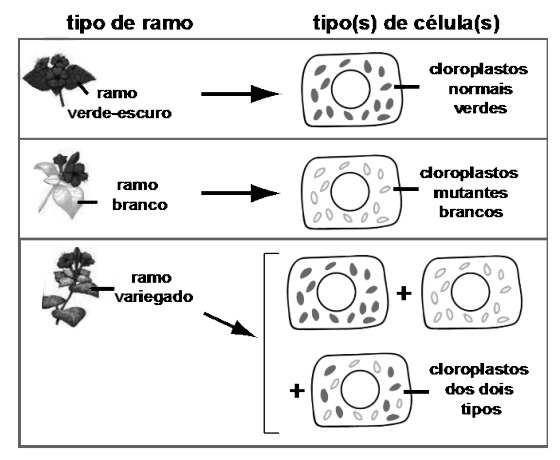 tipo de ramo
tipo(s) de célula(s)
ramo
verde-escuro
cloroplastos
normais
verdes
ramo
branco
cloroplastos
mutantes
brancos
ramo
variegado
+
+
cloroplastos
dos dois
tipos